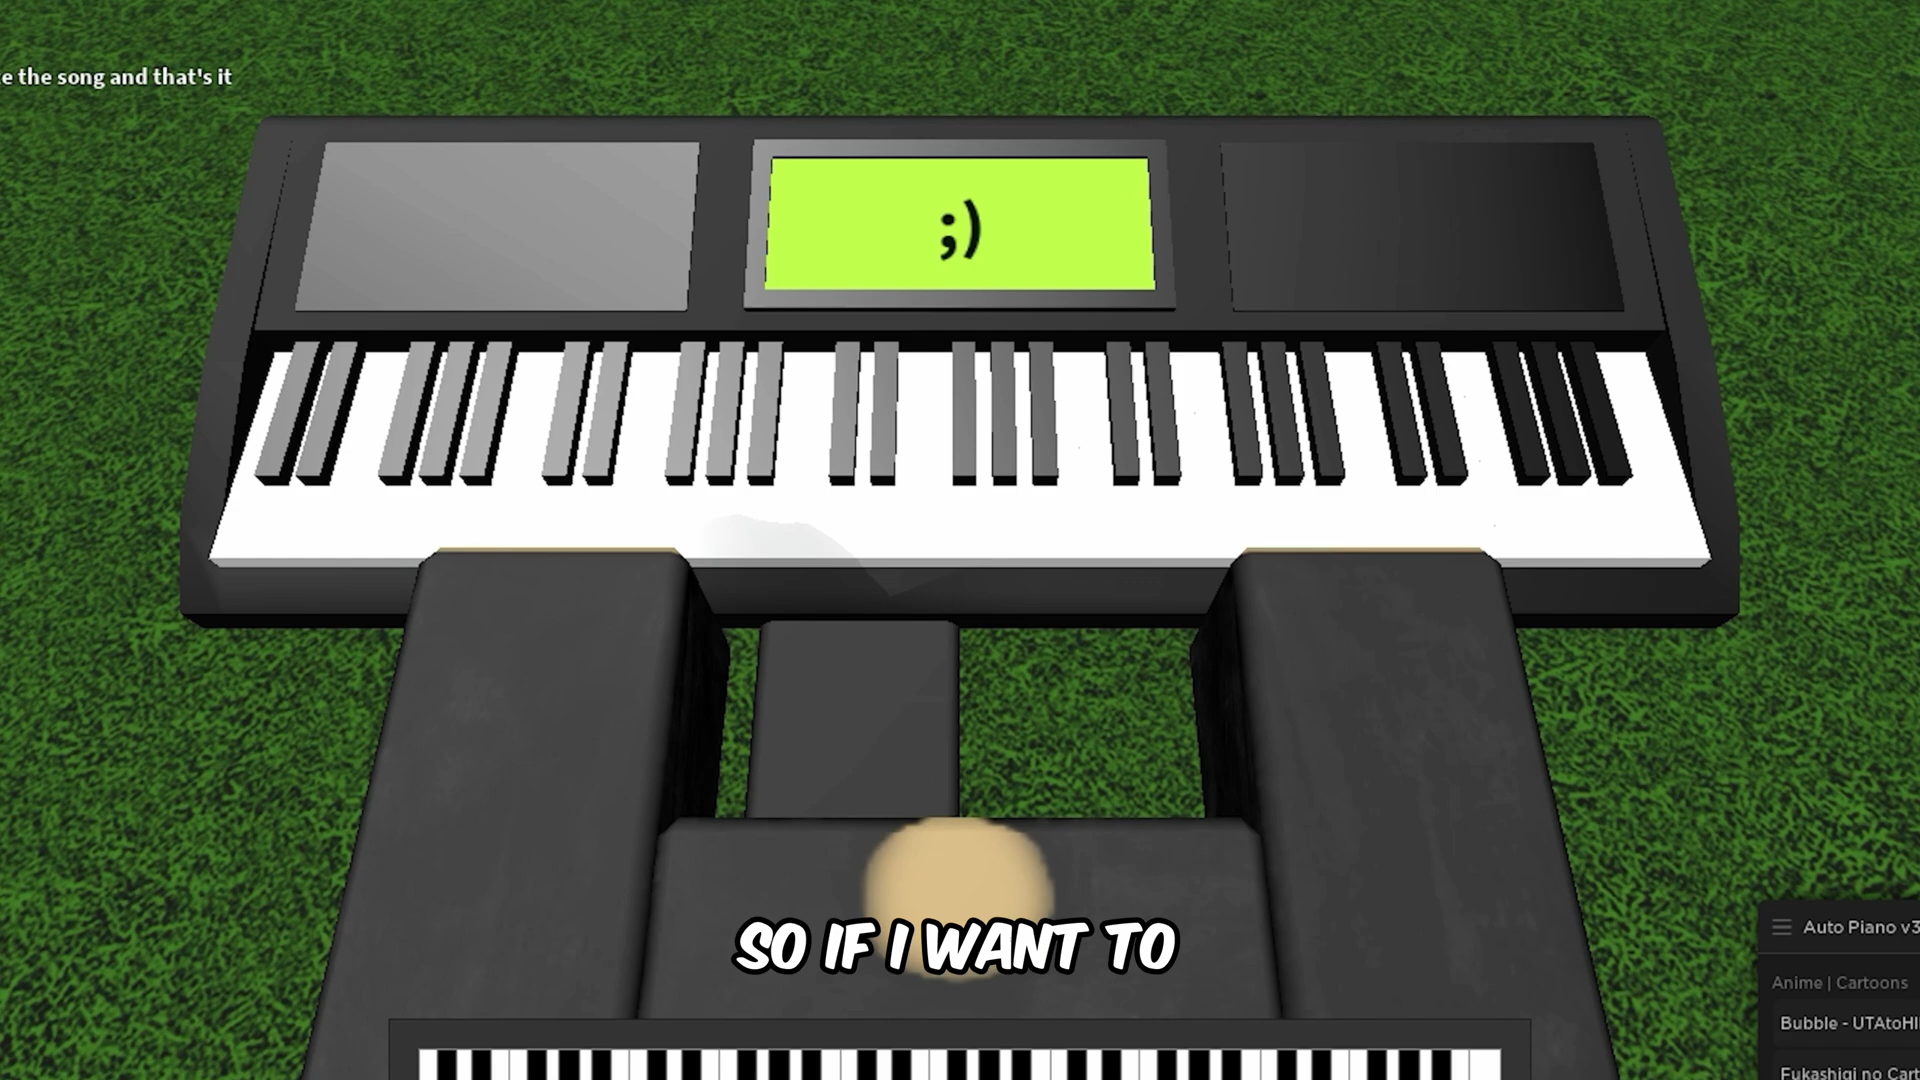 the song and that's it
;)
SO IF I WANT TO
Auto Piano v3
Anime | Cartoons
Bubble - UTAtoHI
Fukashigi no Cart